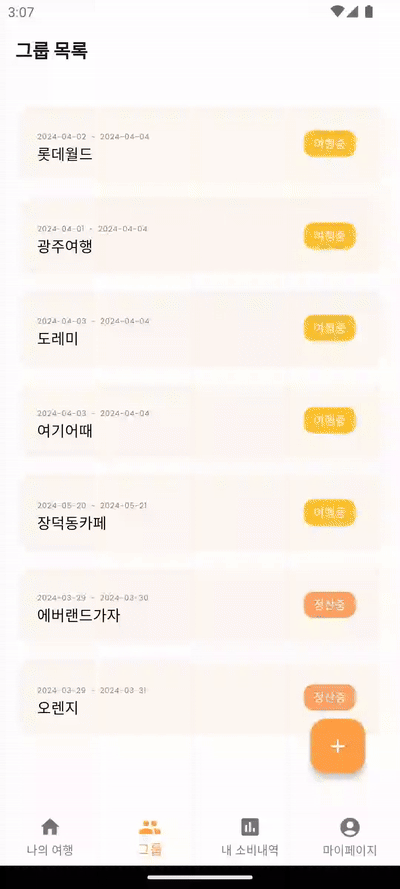 3:07
그룹 목록
2024-04-02 - 2024-04-04
롯데월드
여행중
2024-04-01 - 2024-04-04
광주여행
여행중
2024-04-03 - 2024-04-04
도레미
여행중
2024-04-03 - 2024-04-04
여기어때
여행중
2024-05-20 - 2024-05-21
장덕동카페
여행중
2024-03-29 - 2024-03-30
에버랜드가자
정산중
2024-03-29 - 2024-03-31
오렌지
정산중
+
나의 여행 그룹 내 소비내역 마이페이지